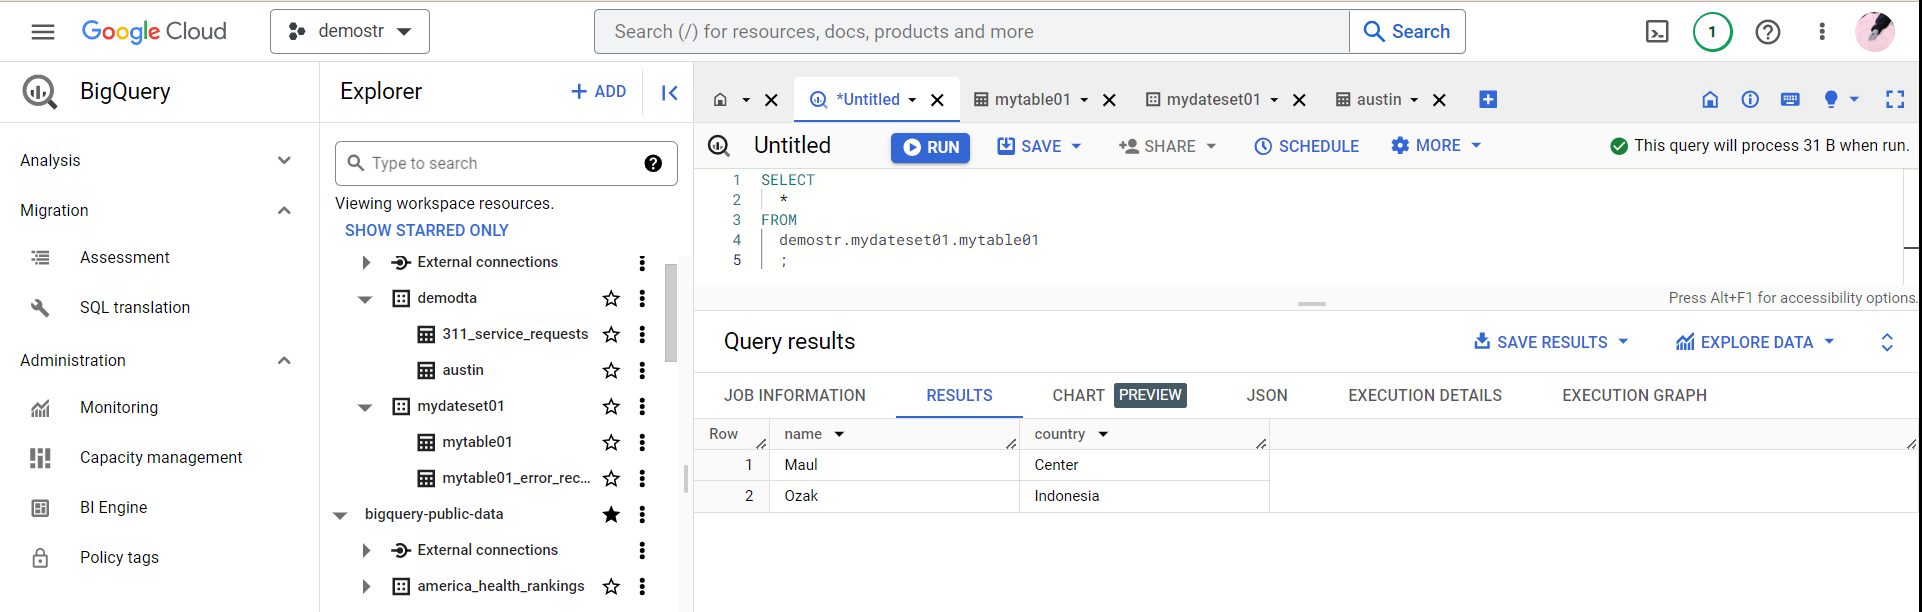 Google Cloud
demostr
Search (/) for resources, docs, products and more
Search
1
BigQuery
Analysis
Migration
Assessment
SQL translation
Administration
Monitoring
Capacity management
BI Engine
Policy tags
Explorer
+ ADD
Type to search
Viewing workspace resources.
SHOW STARRED ONLY
External connections
demodta
311_service_requests
austin
mydateset01
mytable01
mytable01_error_rec...
bigquery-public-data
External connections
america_health_rankings
*Untitled
mytable01
mydateset01
austin
Untitled
RUN
SAVE
SHARE
SCHEDULE
MORE
This query will process 31 B when run.
1 SELECT
2 *
3 FROM
4 demostr.mydateset01.mytable01
5 ;
Press Alt+F1 for accessibility options.
Query results
SAVE RESULTS
EXPLORE DATA
JOB INFORMATION RESULTS CHART PREVIEW JSON EXECUTION DETAILS EXECUTION GRAPH
Row name country
1 Maul Center
2 Ozak Indonesia